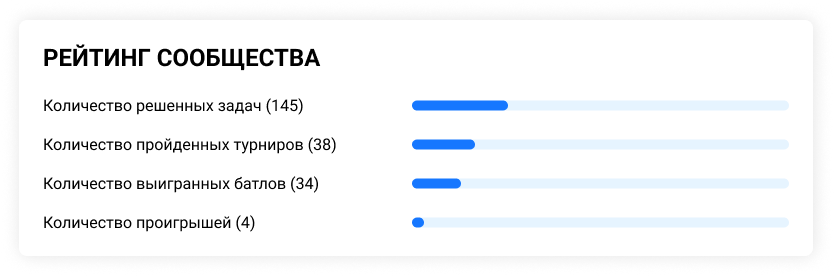 РЕЙТИНГ СООБЩЕСТВА
Количество решенных задач (145)
Количество пройденных турниров (38)
Количество выигранных батлов (34)
Количество проигрышей (4)